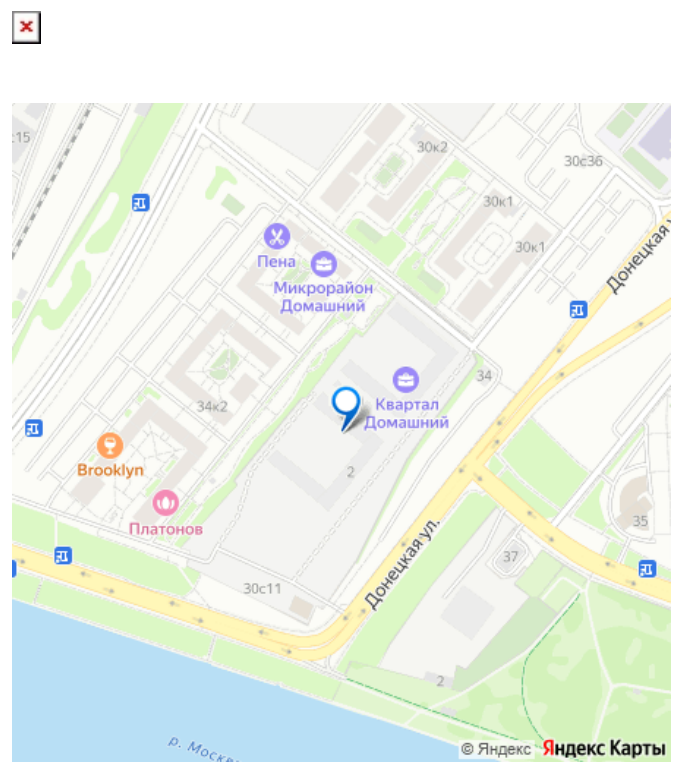 :15
30к2
30с36
30к1
30к1
Донецкая у
Пена
Микрорайон
Домашний
34
Квартал
Домашний
34к2
Brooklyn
2
Платонов
35
37
Донецкая ул.
30с11
2
р. Москв
© Яндекс Яндекс Карты